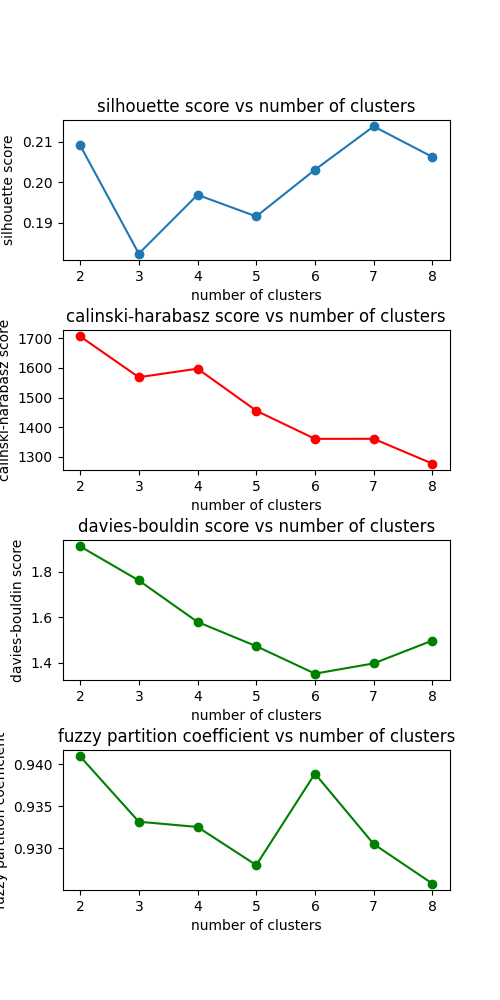 silhouette score vs number of clusters
silhouette score
0.21
0.20
0.19
2 3 4 5 6 7 8
number of clusters
calinski-harabasz score vs number of clusters
calinski-harabasz score
1700
1600
1500
1400
1300
2 3 4 5 6 7 8
number of clusters
davies-bouldin score vs number of clusters
davies-bouldin score
1.8
1.6
1.4
2 3 4 5 6 7 8
number of clusters
fuzzy partition coefficient vs number of clusters
fuzzy partition coefficient
0.940
0.935
0.930
2 3 4 5 6 7 8
number of clusters